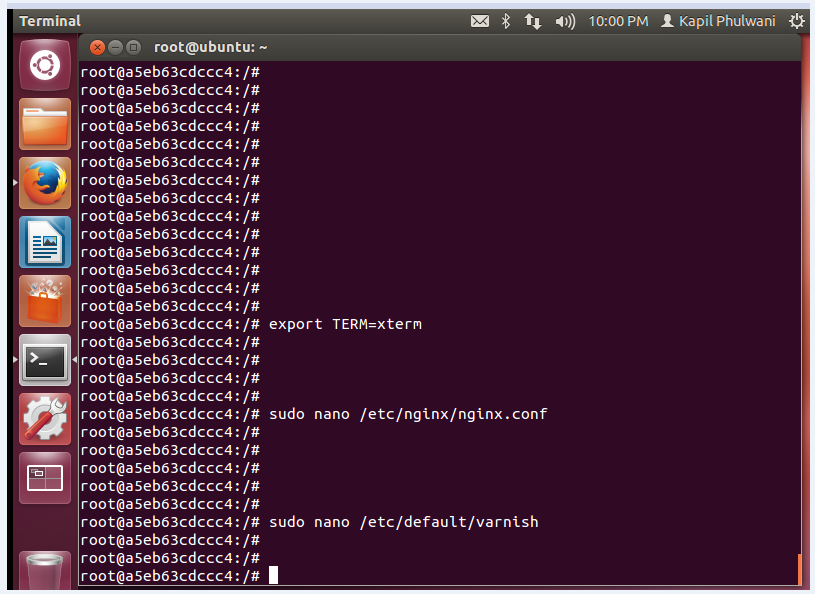 Terminal 10:00 PM Kapil Phulwani
root@ubuntu: ~
root@a5eb63cdccc4:/#
root@a5eb63cdccc4:/#
root@a5eb63cdccc4:/#
root@a5eb63cdccc4:/#
root@a5eb63cdccc4:/#
root@a5eb63cdccc4:/#
root@a5eb63cdccc4:/#
root@a5eb63cdccc4:/#
root@a5eb63cdccc4:/#
root@a5eb63cdccc4:/#
root@a5eb63cdccc4:/#
root@a5eb63cdccc4:/#
root@a5eb63cdccc4:/#
root@a5eb63cdccc4:/#
root@a5eb63cdccc4:/# export TERM=xterm
root@a5eb63cdccc4:/#
root@a5eb63cdccc4:/#
root@a5eb63cdccc4:/#
root@a5eb63cdccc4:/#
root@a5eb63cdccc4:/# sudo nano /etc/nginx/nginx.conf
root@a5eb63cdccc4:/#
root@a5eb63cdccc4:/#
root@a5eb63cdccc4:/#
root@a5eb63cdccc4:/#
root@a5eb63cdccc4:/#
root@a5eb63cdccc4:/# sudo nano /etc/default/varnish
root@a5eb63cdccc4:/#
root@a5eb63cdccc4:/#
root@a5eb63cdccc4:/#